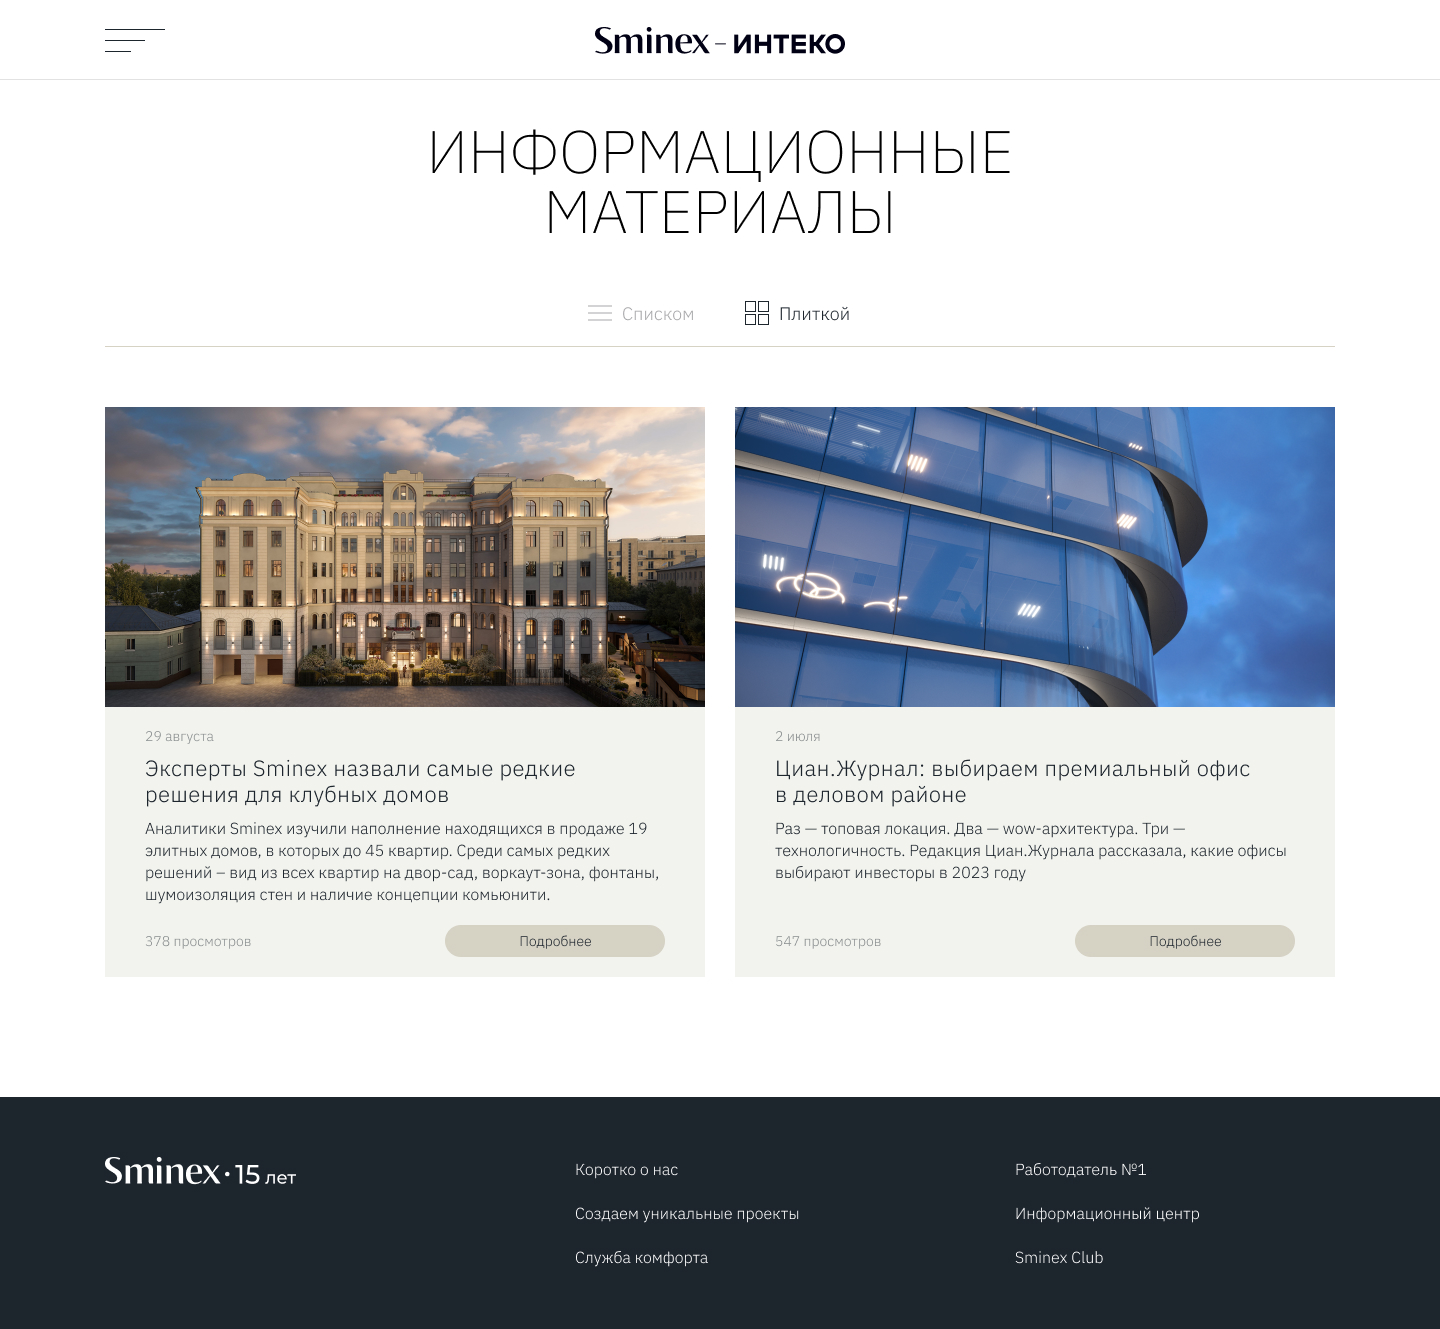 Sminex – ИНТЕКО
ИНФОРМАЦИОННЫЕ
МАТЕРИАЛЫ
Списком
Плиткой
29 августа
Эксперты Sminex назвали самые редкие
решения для клубных домов
Аналитики Sminex изучили наполнение находящихся в продаже 19
элитных домов, в которых до 45 квартир. Среди самых редких
решений – вид из всех квартир на двор-сад, воркаут-зона, фонтаны,
шумоизоляция стен и наличие концепции комьюнити.
378 просмотров
Подробнее
2 июля
Циан.Журнал: выбираем премиальный офис
в деловом районе
Раз — топовая локация. Два — wow-архитектура. Три —
технологичность. Редакция Циан.Журнала рассказала, какие офисы
выбирают инвесторы в 2023 году
547 просмотров
Подробнее
Sminex · 15 лет
Коротко о нас
Создаем уникальные проекты
Служба комфорта
Работодатель №1
Информационный центр
Sminex Club